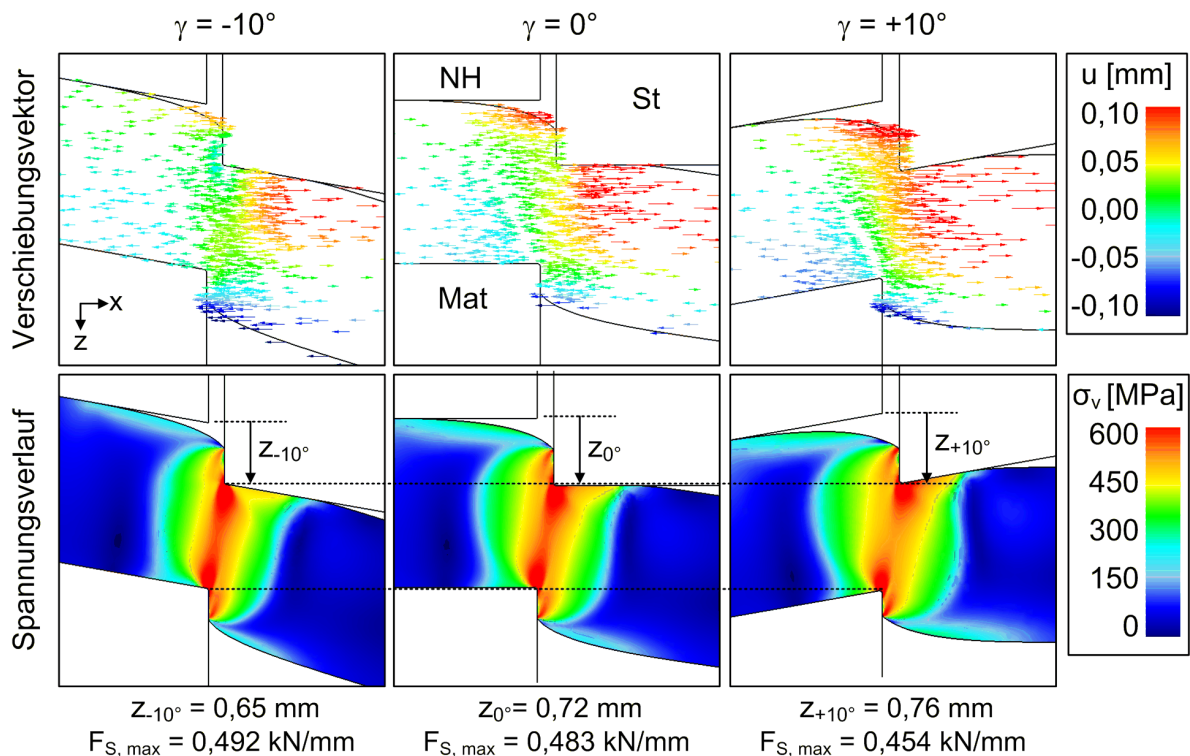 γ = -10°
γ = 0°
γ = +10°
Verschiebungsvektor
NH
St
Mat
x
z
u [mm]
0,10
0,05
0,00
-0,05
-0,10
Spannungsverlauf
z-10°
z0°
z+10°
σv [MPa]
600
450
300
150
0
z-10° = 0,65 mm
z0°= 0,72 mm
z+10°= 0,76 mm
FS, max = 0,492 kN/mm
FS, max = 0,483 kN/mm
FS, max = 0,454 kN/mm